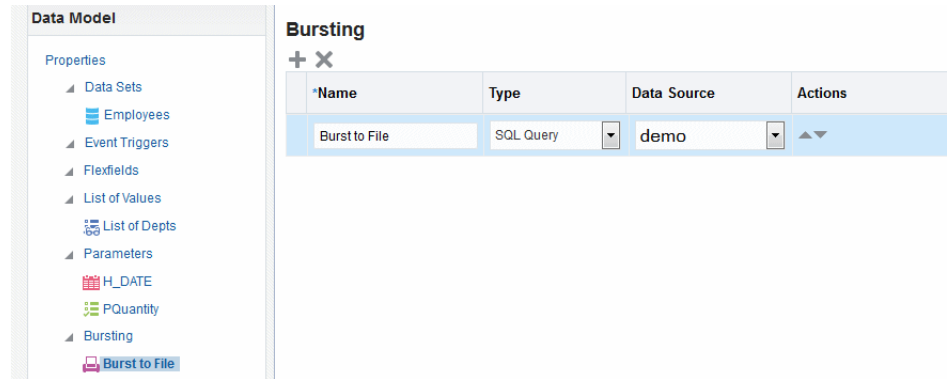 Data Model
Properties
Data Sets
Employees
Event Triggers
Flexfields
List of Values
List of Depts
Parameters
H_DATE
PQuantity
Bursting
Burst to File
Bursting
*Name Type Data Source Actions
Burst to File SQL Query demo